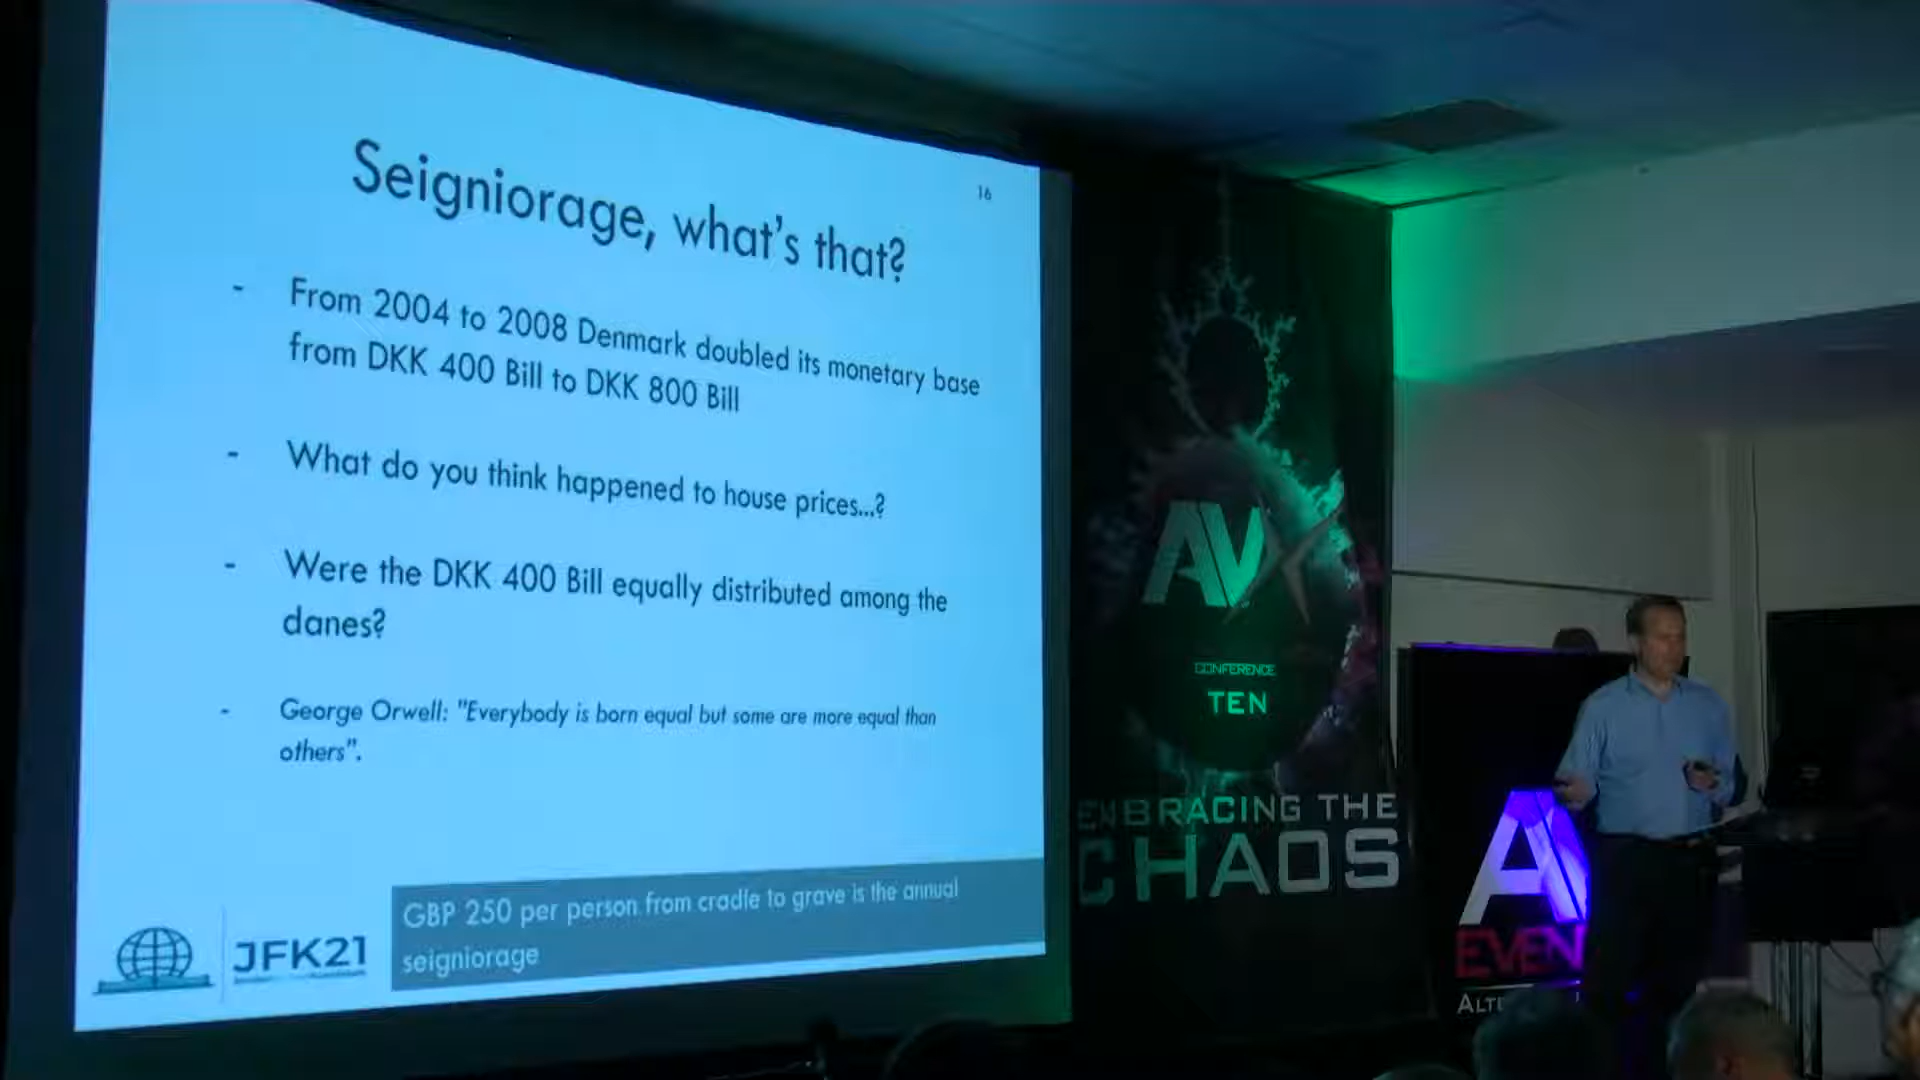 16
Seigniorage, what's that?
- From 2004 to 2008 Denmark doubled its monetary base
from DKK 400 Bill to DKK 800 Bill
- What do you think happened to house prices...?
- Were the DKK 400 Bill equally distributed among the
danes?
- George Orwell: "Everybody is born equal but some are more equal than
others".
GBP 250 per person from cradle to grave is the annual
seigniorage
JFK21
AVX
CONFERENCE
TEN
EMBRACING THE
CHAOS
AV
EVEN
ALTE